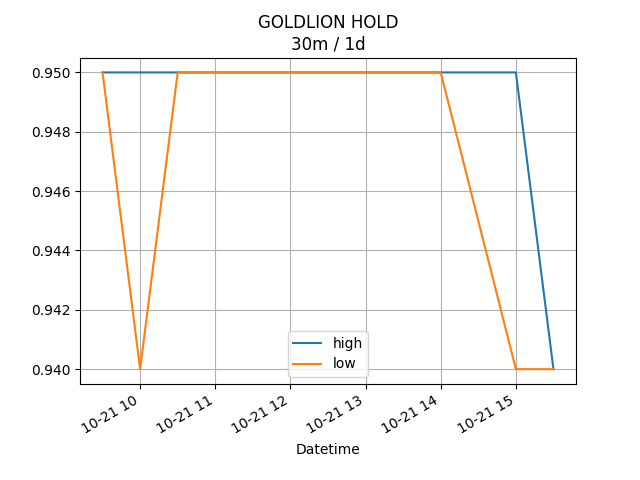 GOLDLION HOLD
30m / 1d
0.950
0.948
0.946
0.944
0.942
0.940
high
low
10-21 10
10-21 11
10-21 12
10-21 13
10-21 14
10-21 15
Datetime